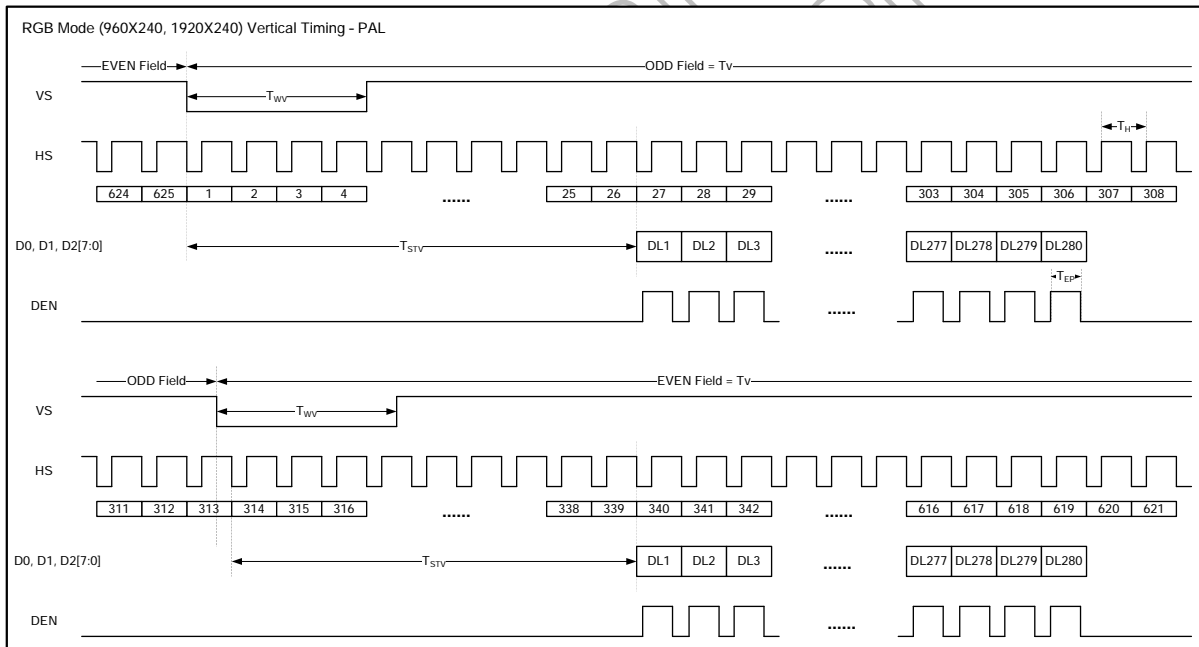 RGB Mode (960X240, 1920X240) Vertical Timing - PAL
EVEN Field ODD Field = Tv
VS TWV
HS TH
624 625 1 2 3 4 ...... 25 26 27 28 29 ...... 303 304 305 306 307 308
D0, D1, D2[7:0] TSTV DL1 DL2 DL3 ...... DL277 DL278 DL279 DL280
TEP
DEN ......
ODD Field EVEN Field = Tv
VS TWV
HS
311 312 313 314 315 316 ...... 338 339 340 341 342 ...... 616 617 618 619 620 621
D0, D1, D2[7:0] TSTV DL1 DL2 DL3 ...... DL277 DL278 DL279 DL280
DEN ......